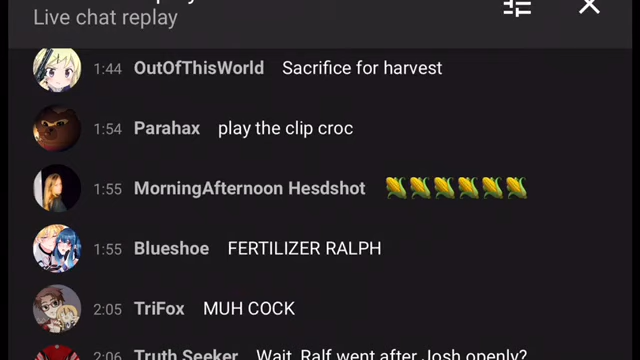 Live chat replay
1:44 OutOfThisWorld Sacrifice for harvest
1:54 Parahax play the clip croc
1:55 MorningAfternoon Hesdshot 🌽🌽🌽🌽🌽🌽
1:55 Blueshoe FERTILIZER RALPH
2:05 TriFox MUH COCK
2:06 Truth Seeker Wait, Ralf went after Josh openly?